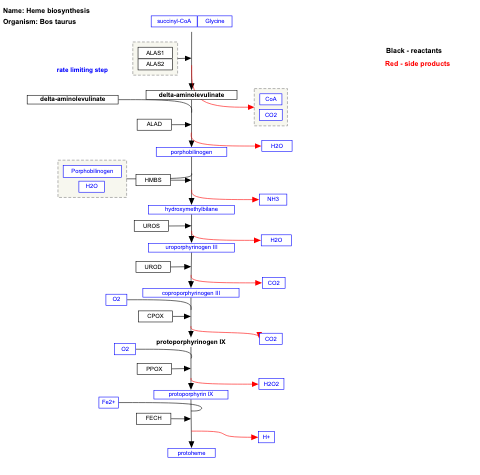 Name: Heme biosynthesis
Organism: Bos taurus
succinyl-CoA
Glycine
ALAS1
ALAS2
Black - reactants
Red - side products
rate limiting step
delta-aminolevulinate
delta-aminolevulinate
CoA
CO2
ALAD
H2O
porphobilinogen
Porphobilinogen
H2O
HMBS
NH3
hydroxymethylbilane
UROS
H2O
uroporphyrinogen III
UROD
CO2
coproporphyrinogen III
O2
CPOX
CO2
protoporphyrinogen IX
O2
PPOX
H2O2
protoporphyrin IX
Fe2+
FECH
H+
protoheme